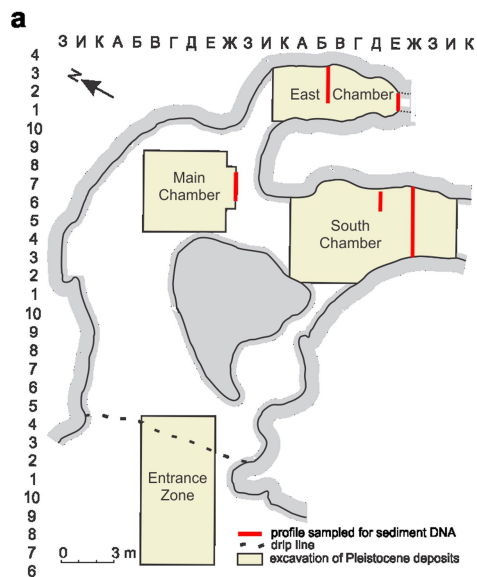 a
З И К А Б В Г Д Е Ж З И К А Б В Г Д Е Ж З И К
4
3
2
1
10
9
8
7
6
5
4
3
2
1
10
9
8
7
6
5
4
3
2
1
10
9
8
7
6
N
East Chamber
Main
Chamber
South
Chamber
Entrance
Zone
0 3 m
profile sampled for sediment DNA
drip line
excavation of Pleistocene deposits